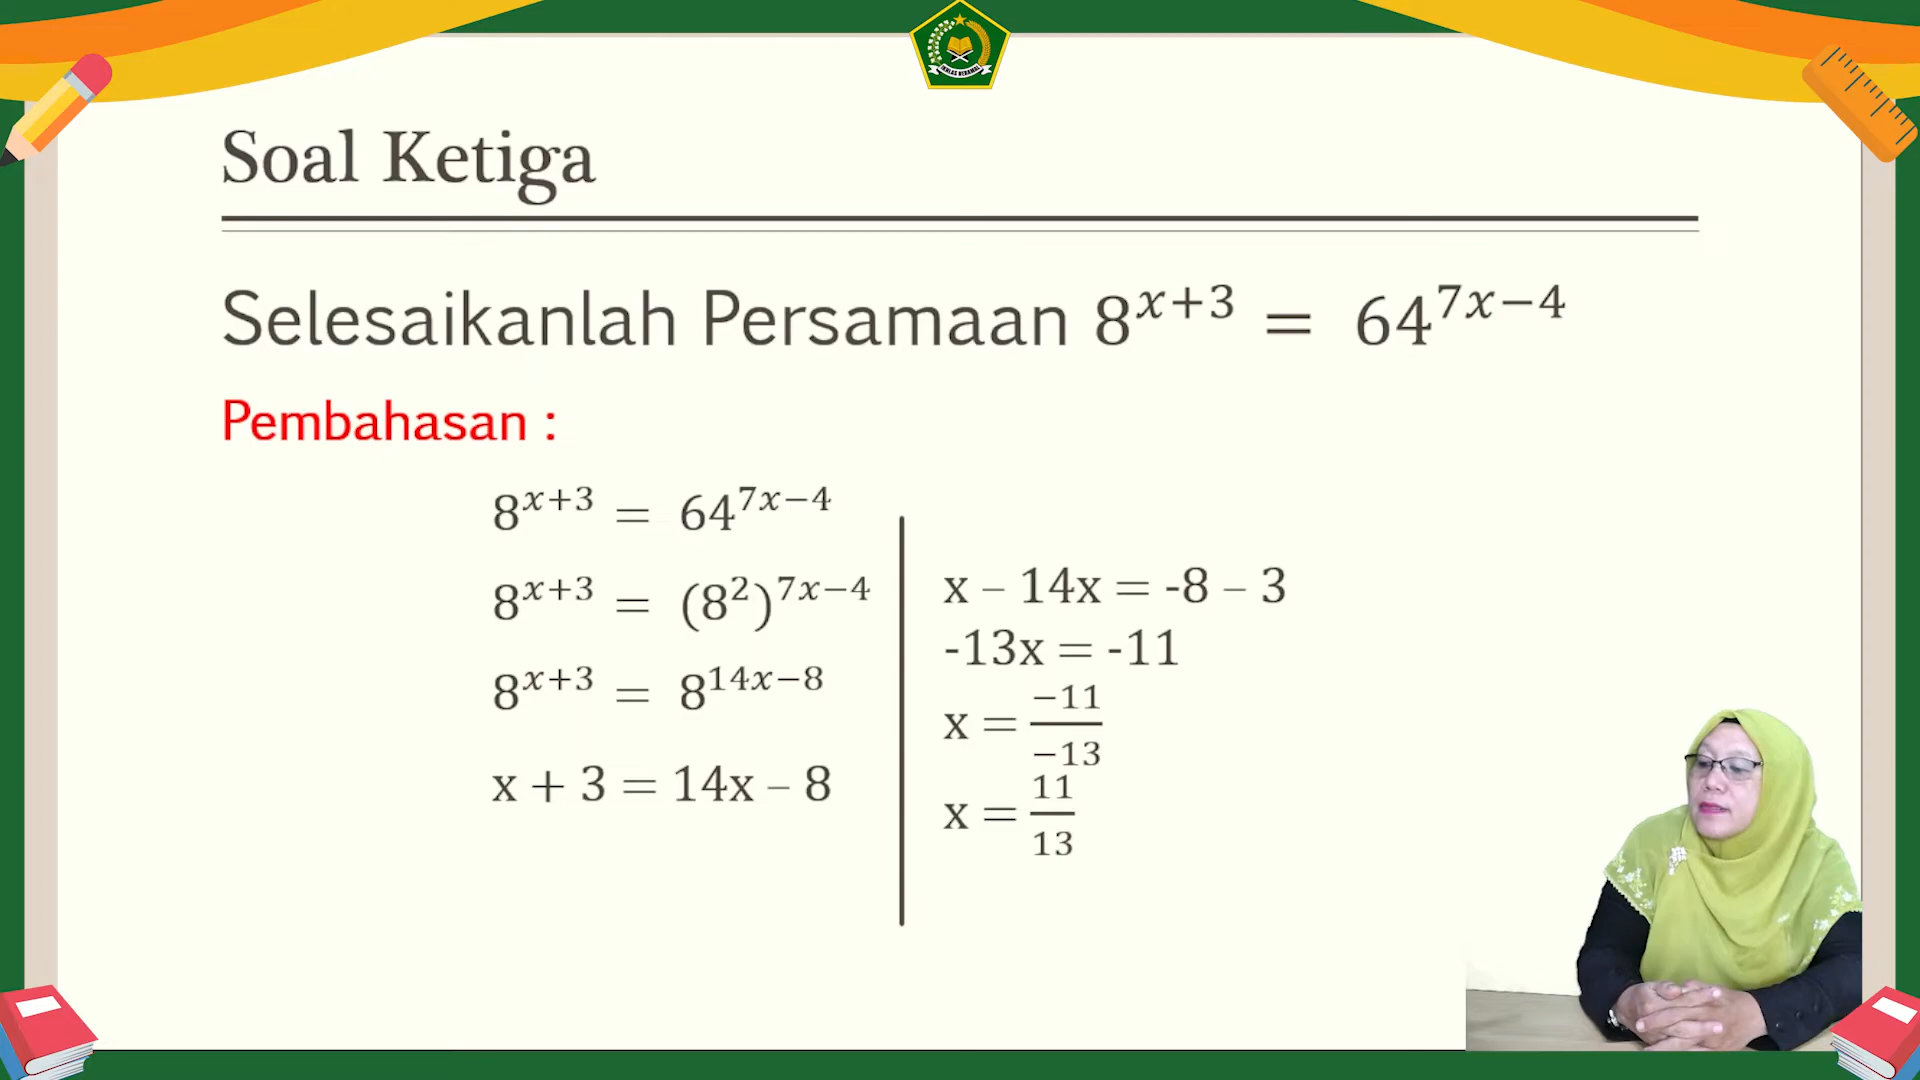 IKHLAS BERAMAL
Soal Ketiga
Selesaikanlah Persamaan 8^{x+3} = 64^{7x−4}
Pembahasan :
8^{x+3} = 64^{7x−4}
8^{x+3} = (8^2)^{7x−4}
8^{x+3} = 8^{14x−8}
x + 3 = 14x – 8
x – 14x = -8 – 3
-13x = -11
x = −11/−13
x = 11/13